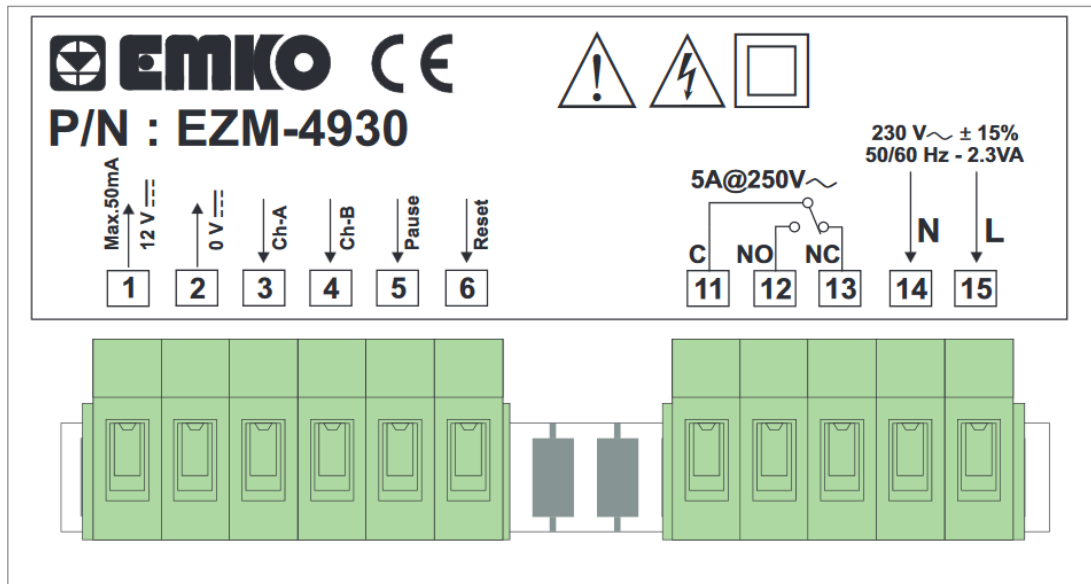 EMKO CE
P/N : EZM-4930
230 V~ ± 15%
50/60 Hz - 2.3VA
5A@250V~
Max.50mA
12 V
0 V
Ch-A
Ch-B
Pause
Reset
C NO NC N L
1 2 3 4 5 6 11 12 13 14 15